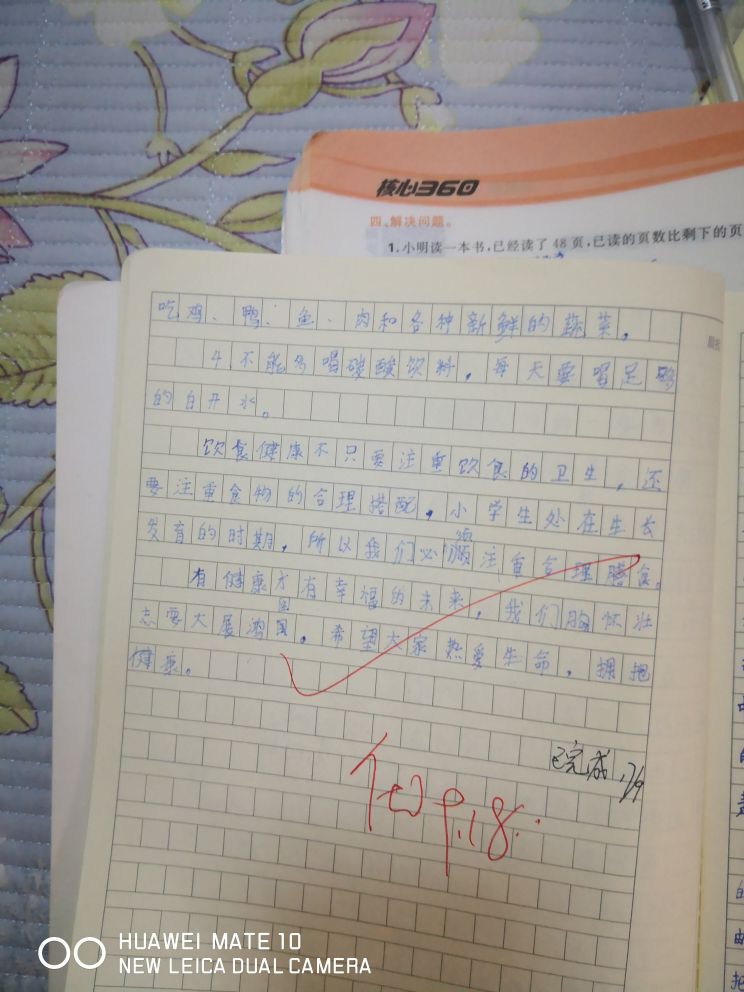 核心360
四、解决问题。
1.小明读一本书,已经读了48页,已读的页数比剩下的页
吃鸡、鸭、鱼、肉和各种新鲜的蔬菜。
4.不能多喝碳酸饮料,每天要喝足够
的白开水。
饮食健康不只要注重饮食的卫生,还
要注重食物的合理搭配。小学生处在生长
发育的时期,所以我们必须注重合理膳食。
有健康才有幸福的未来,我们胸怀壮
志要大展鸿图。希望大家热爱生命,拥抱
健康。
已完成
9.18
HUAWEI MATE 10
NEW LEICA DUAL CAMERA